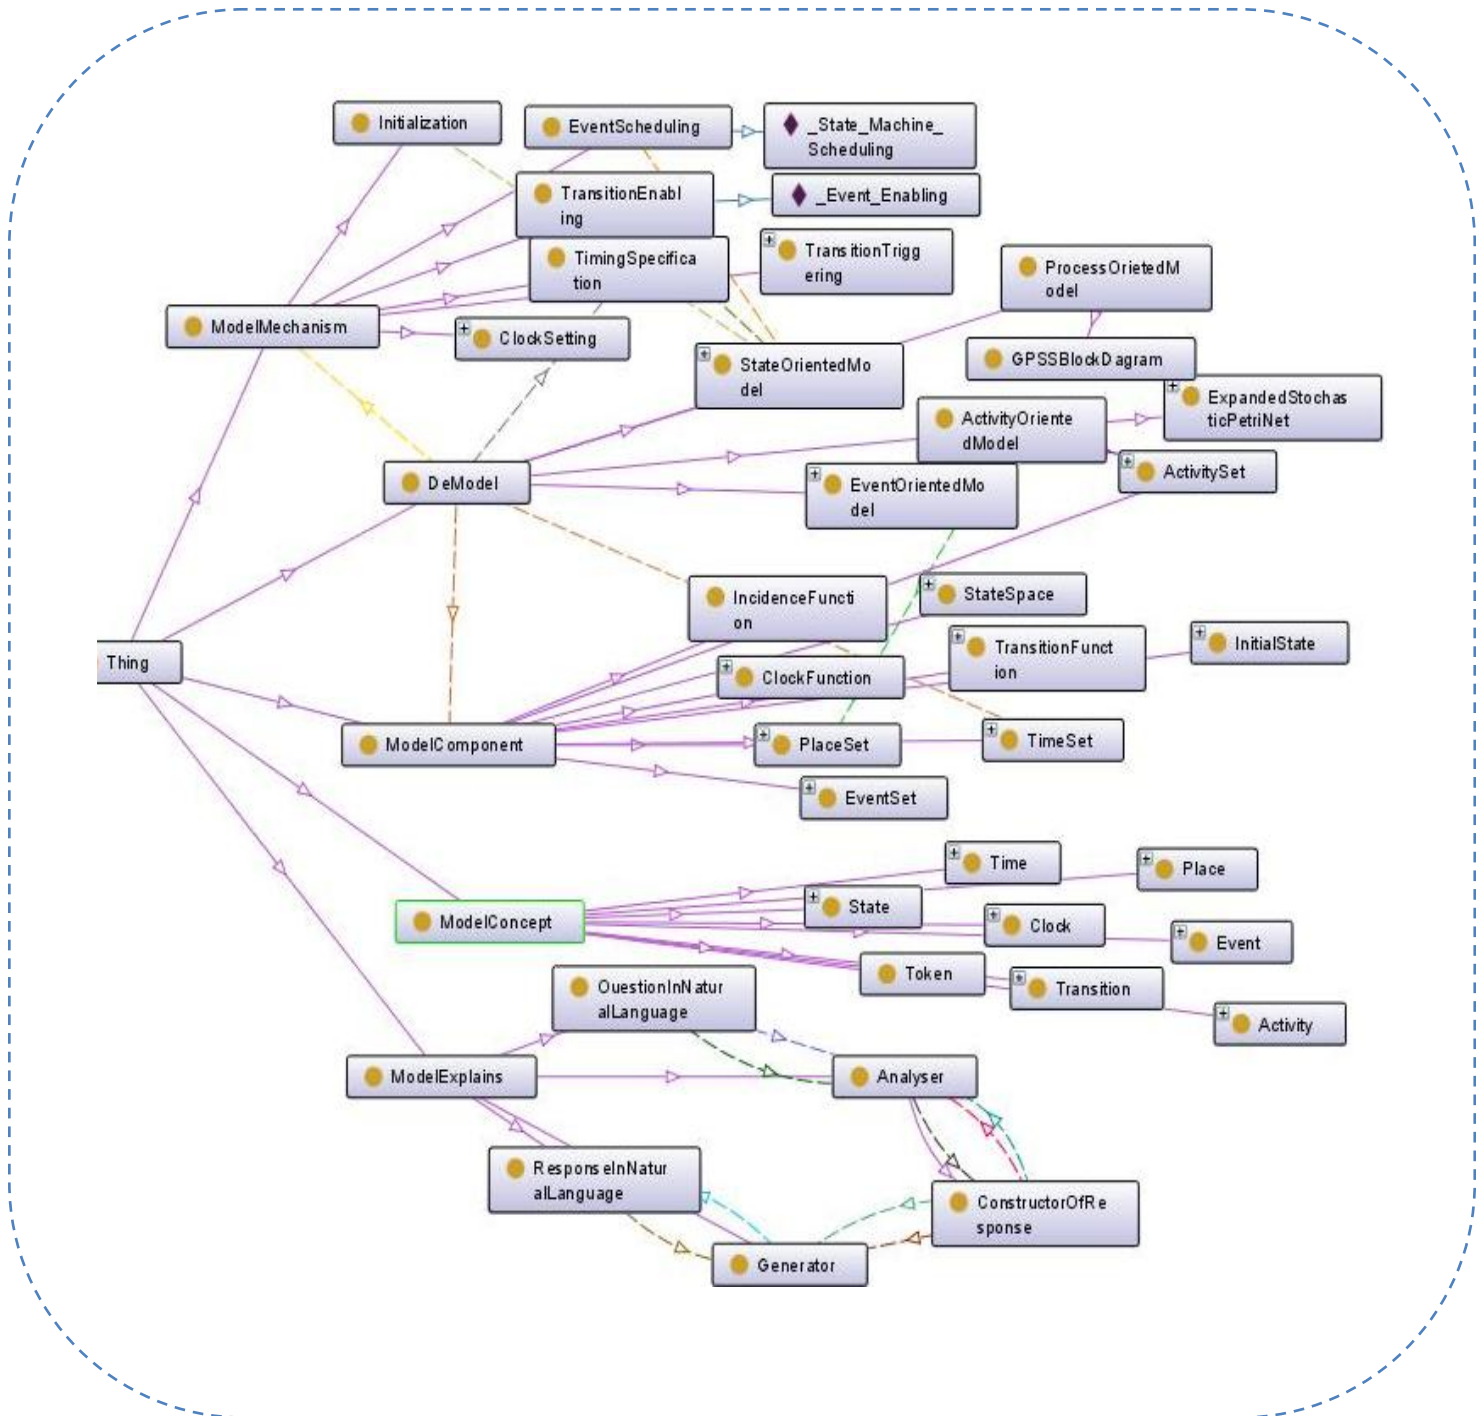 Initialization
EventScheduling
_State_Machine_
Scheduling
TransitionEnabl
ing
_Event_Enabling
TimingSpecifica
tion
TransitionTrigg
ering
ProcessOrietedM
odel
ModelMechanism
ClockSetting
StateOrientedMo
del
GPSSBlockDagram
ExpandedStochas
ticPetriNet
ActivityOriente
dModel
DeModel
EventOrientedMo
del
ActivitySet
IncidenceFuncti
on
StateSpace
Thing
ClockFunction
TransitionFunct
ion
InitialState
ModelComponent
PlaceSet
TimeSet
EventSet
Time
Place
ModelConcept
State
Clock
Event
Token
Transition
Activity
QuestionInNatur
alLanguage
ModelExplains
Analyser
ResponseInNatur
alLanguage
ConstructorOfRe
sponse
Generator